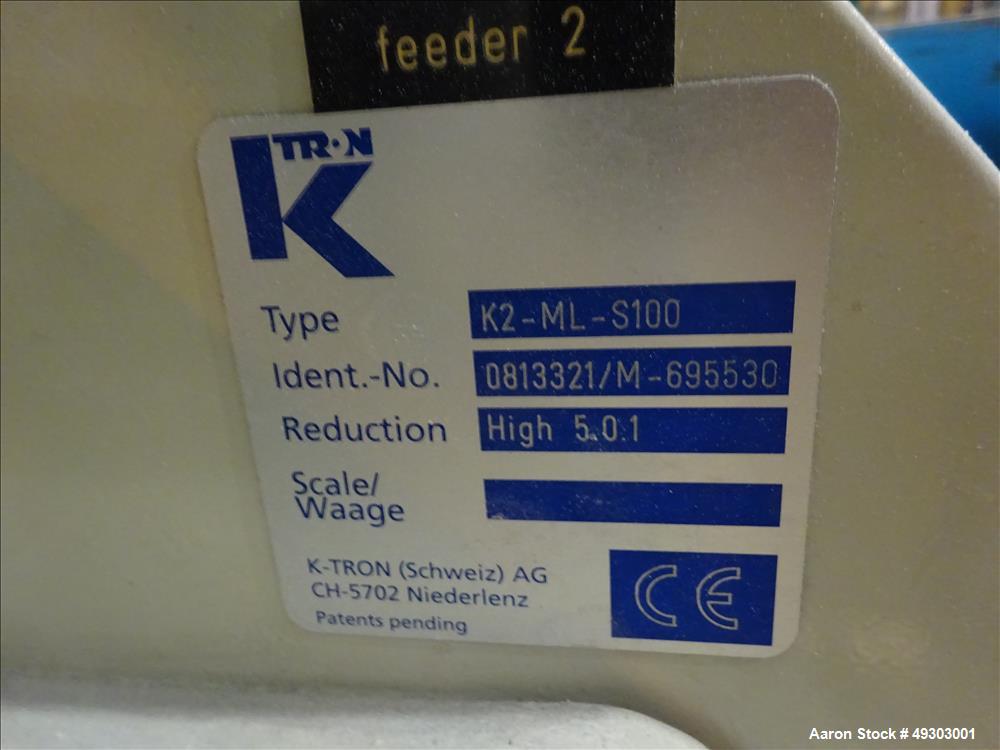 feeder 2
K-TRON
Type K2-ML-S100
Ident.-No. 0813321/M-695530
Reduction High 5.0.1
Scale/
Waage
K-TRON (Schweiz) AG
CH-5702 Niederlenz
Patents pending
CE
Aaron Stock # 49303001